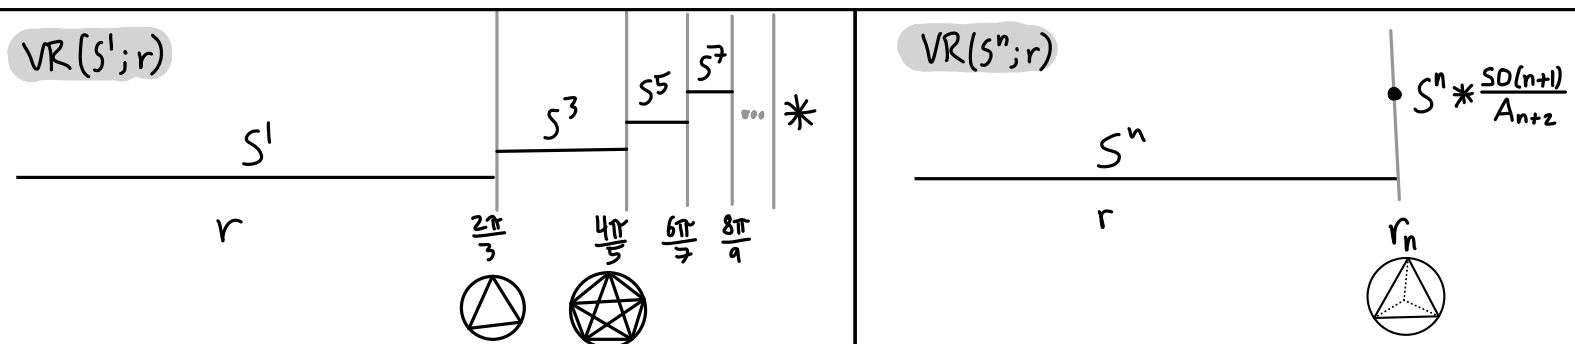 VR(S¹; r)
S¹
S³
S⁵
S⁷
... *
r
2π/3
4π/5
6π/7
8π/9
VR(Sⁿ; r)
Sⁿ
Sⁿ * SO(n+1)/Aₙ₊₂
r
rₙ